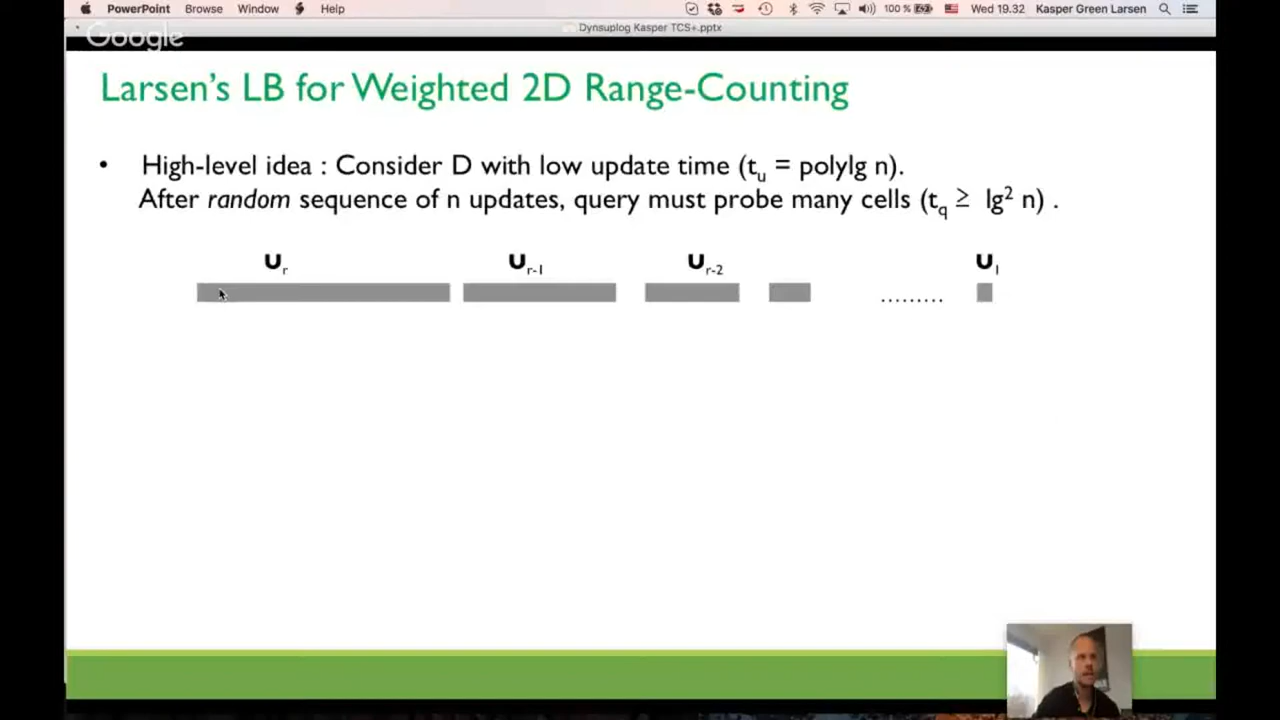 PowerPoint Browse Window Help 100 % Wed 19.32 Kasper Green Larsen
Dynsuplog Kasper TCS+.pptx
Google
Larsen's LB for Weighted 2D Range-Counting
• High-level idea : Consider D with low update time (tu = polylg n).
After random sequence of n updates, query must probe many cells (tq ≥ lg² n) .
Ur Ur-1 Ur-2 U1
.........